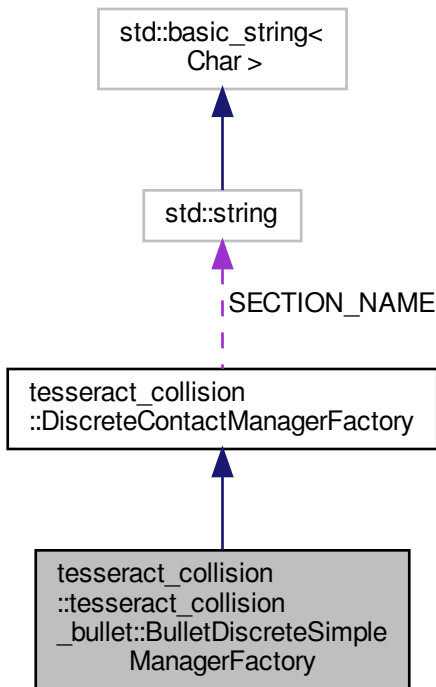 std::basic_string<
Char >
std::string
SECTION_NAME
tesseract_collision
::DiscreteContactManagerFactory
tesseract_collision
::tesseract_collision
_bullet::BulletDiscreteSimple
ManagerFactory